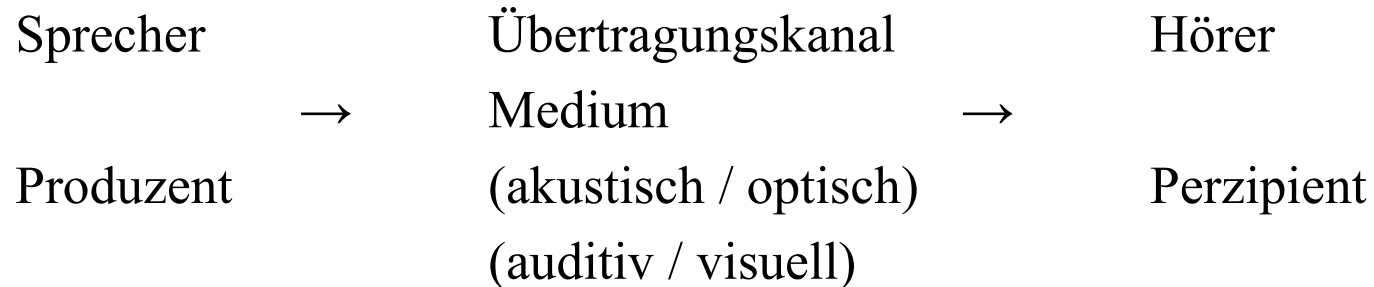 Sprecher Übertragungskanal Hörer
→ Medium →
Produzent (akustisch / optisch) Perzipient
(auditiv / visuell)